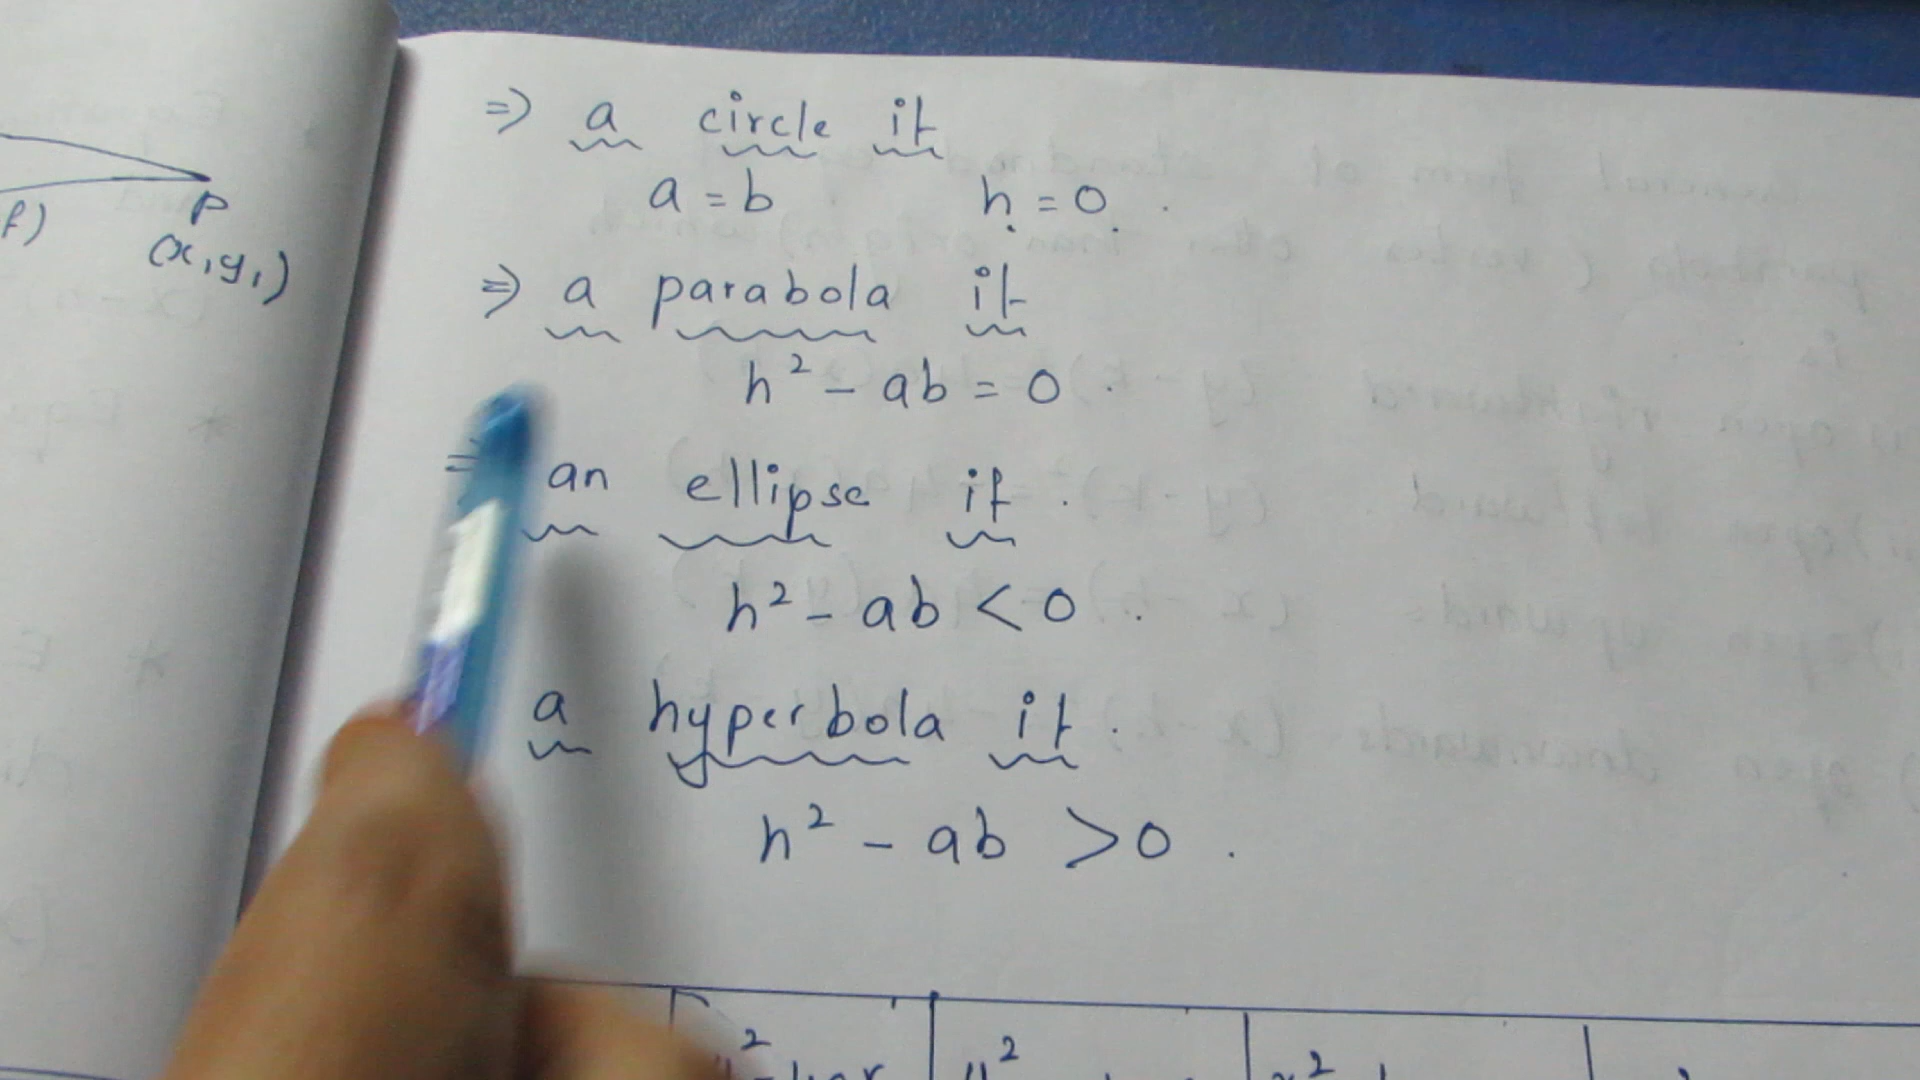 ⇒ a circle if
a = b h = 0.
⇒ a parabola if
h² - ab = 0.
an ellipse if.
h² - ab < 0.
a hyperbola if.
h² - ab > 0.
P
(x₁y₁)